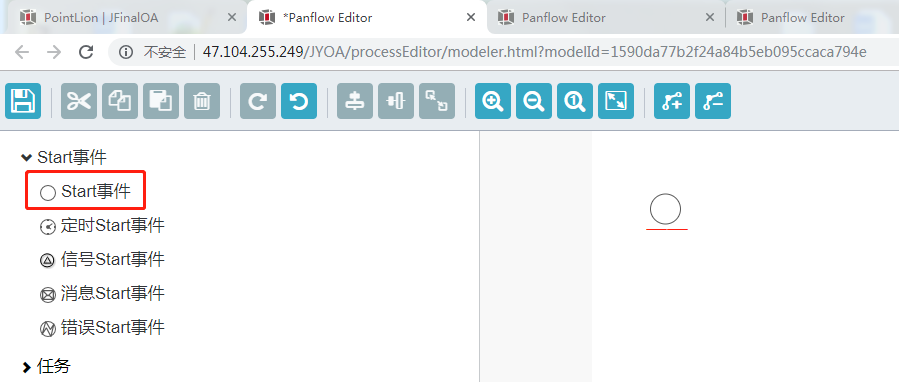 PointLion | JFinalOA
*Panflow Editor
Panflow Editor
Panflow Editor
不安全 | 47.104.255.249/JYOA/processEditor/modeler.html?modelId=1590da77b2f24a84b5eb095ccaca794e
Start事件
Start事件
定时Start事件
信号Start事件
消息Start事件
错误Start事件
任务